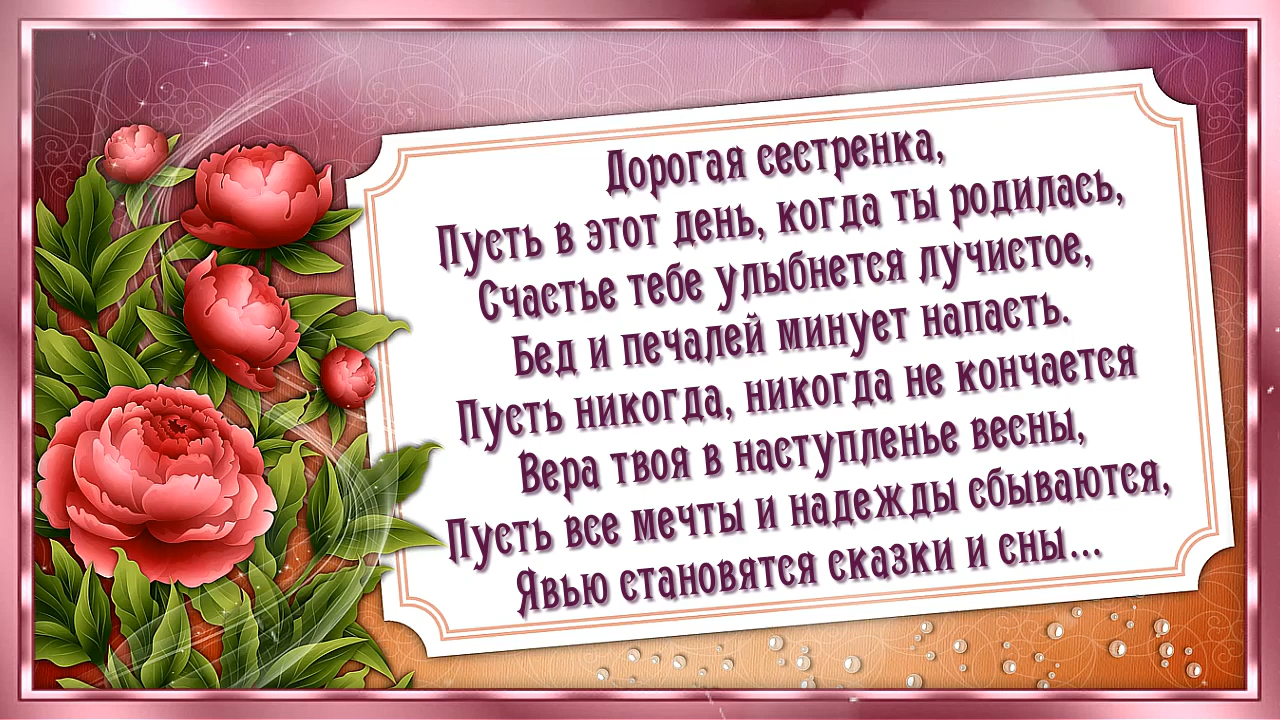 Дорогая сестренка,
Пусть в этот день, когда ты родилась,
Счастье тебе улыбнется лучистое,
Бед и печалей минует напасть.
Пусть никогда, никогда не кончается
Вера твоя в наступленье весны,
Пусть все мечты и надежды сбываются,
Явью становятся сказки и сны...